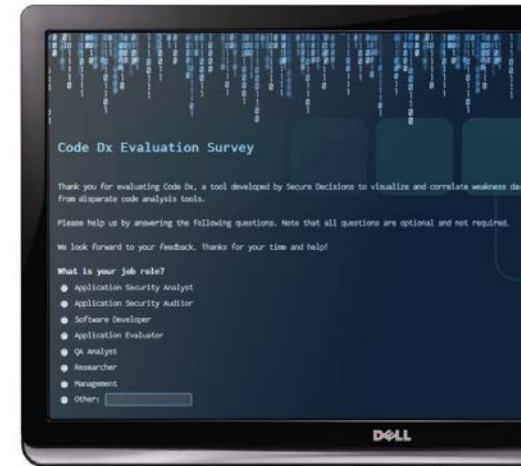 Code Dx Evaluation Survey
Thank you for evaluating Code Dx, a tool developed by Secure Decisions to visualize and correlate weakness da
from disparate code analysis tools.
Please help us by answering the following questions. Note that all questions are optional and not required.
We look forward to your feedback. Thanks for your time and help!
What is your job role?
Application Security Analyst
Application Security Auditor
Software Developer
Application Evaluator
QA Analyst
Researcher
Management
Other:
DELL